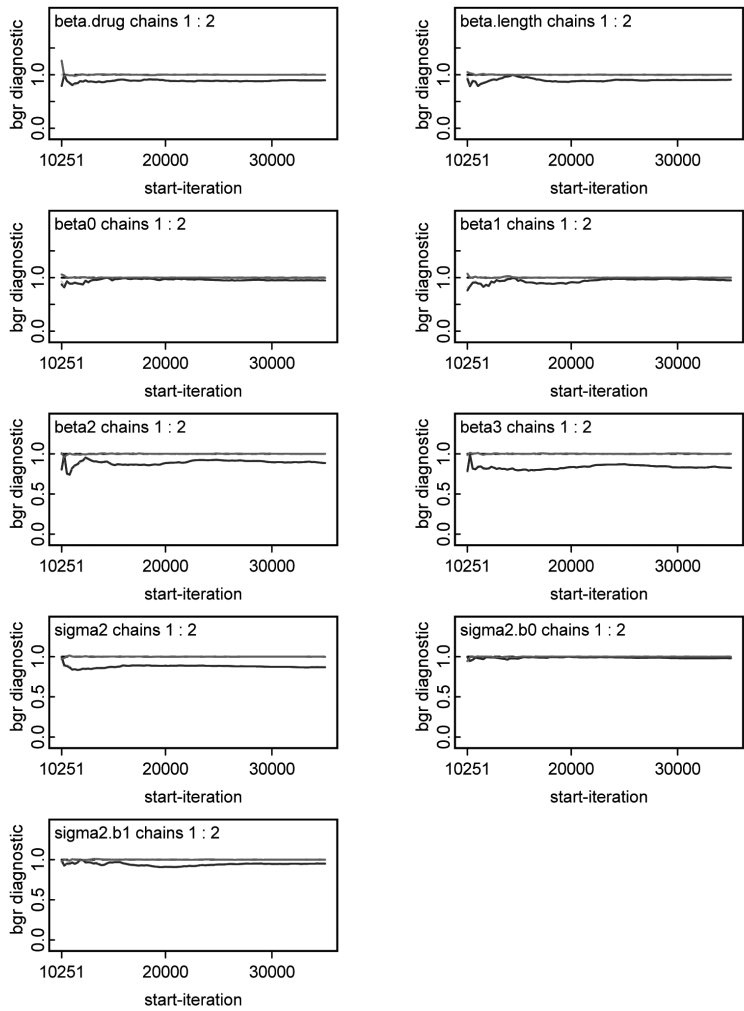 beta.drug chains 1 : 2
bgr diagnostic
0.0 1.0
10251 20000 30000
start-iteration
beta.length chains 1 : 2
bgr diagnostic
0.0 1.0
10251 20000 30000
start-iteration
beta0 chains 1 : 2
bgr diagnostic
0.0 1.0
10251 20000 30000
start-iteration
beta1 chains 1 : 2
bgr diagnostic
0.0 1.0
10251 20000 30000
start-iteration
beta2 chains 1 : 2
bgr diagnostic
0.0 0.5 1.0
10251 20000 30000
start-iteration
beta3 chains 1 : 2
bgr diagnostic
0.0 0.5 1.0
10251 20000 30000
start-iteration
sigma2 chains 1 : 2
bgr diagnostic
0.0 0.5 1.0
10251 20000 30000
start-iteration
sigma2.b0 chains 1 : 2
bgr diagnostic
0.0 0.5 1.0
10251 20000 30000
start-iteration
sigma2.b1 chains 1 : 2
bgr diagnostic
0.0 0.5 1.0
10251 20000 30000
start-iteration